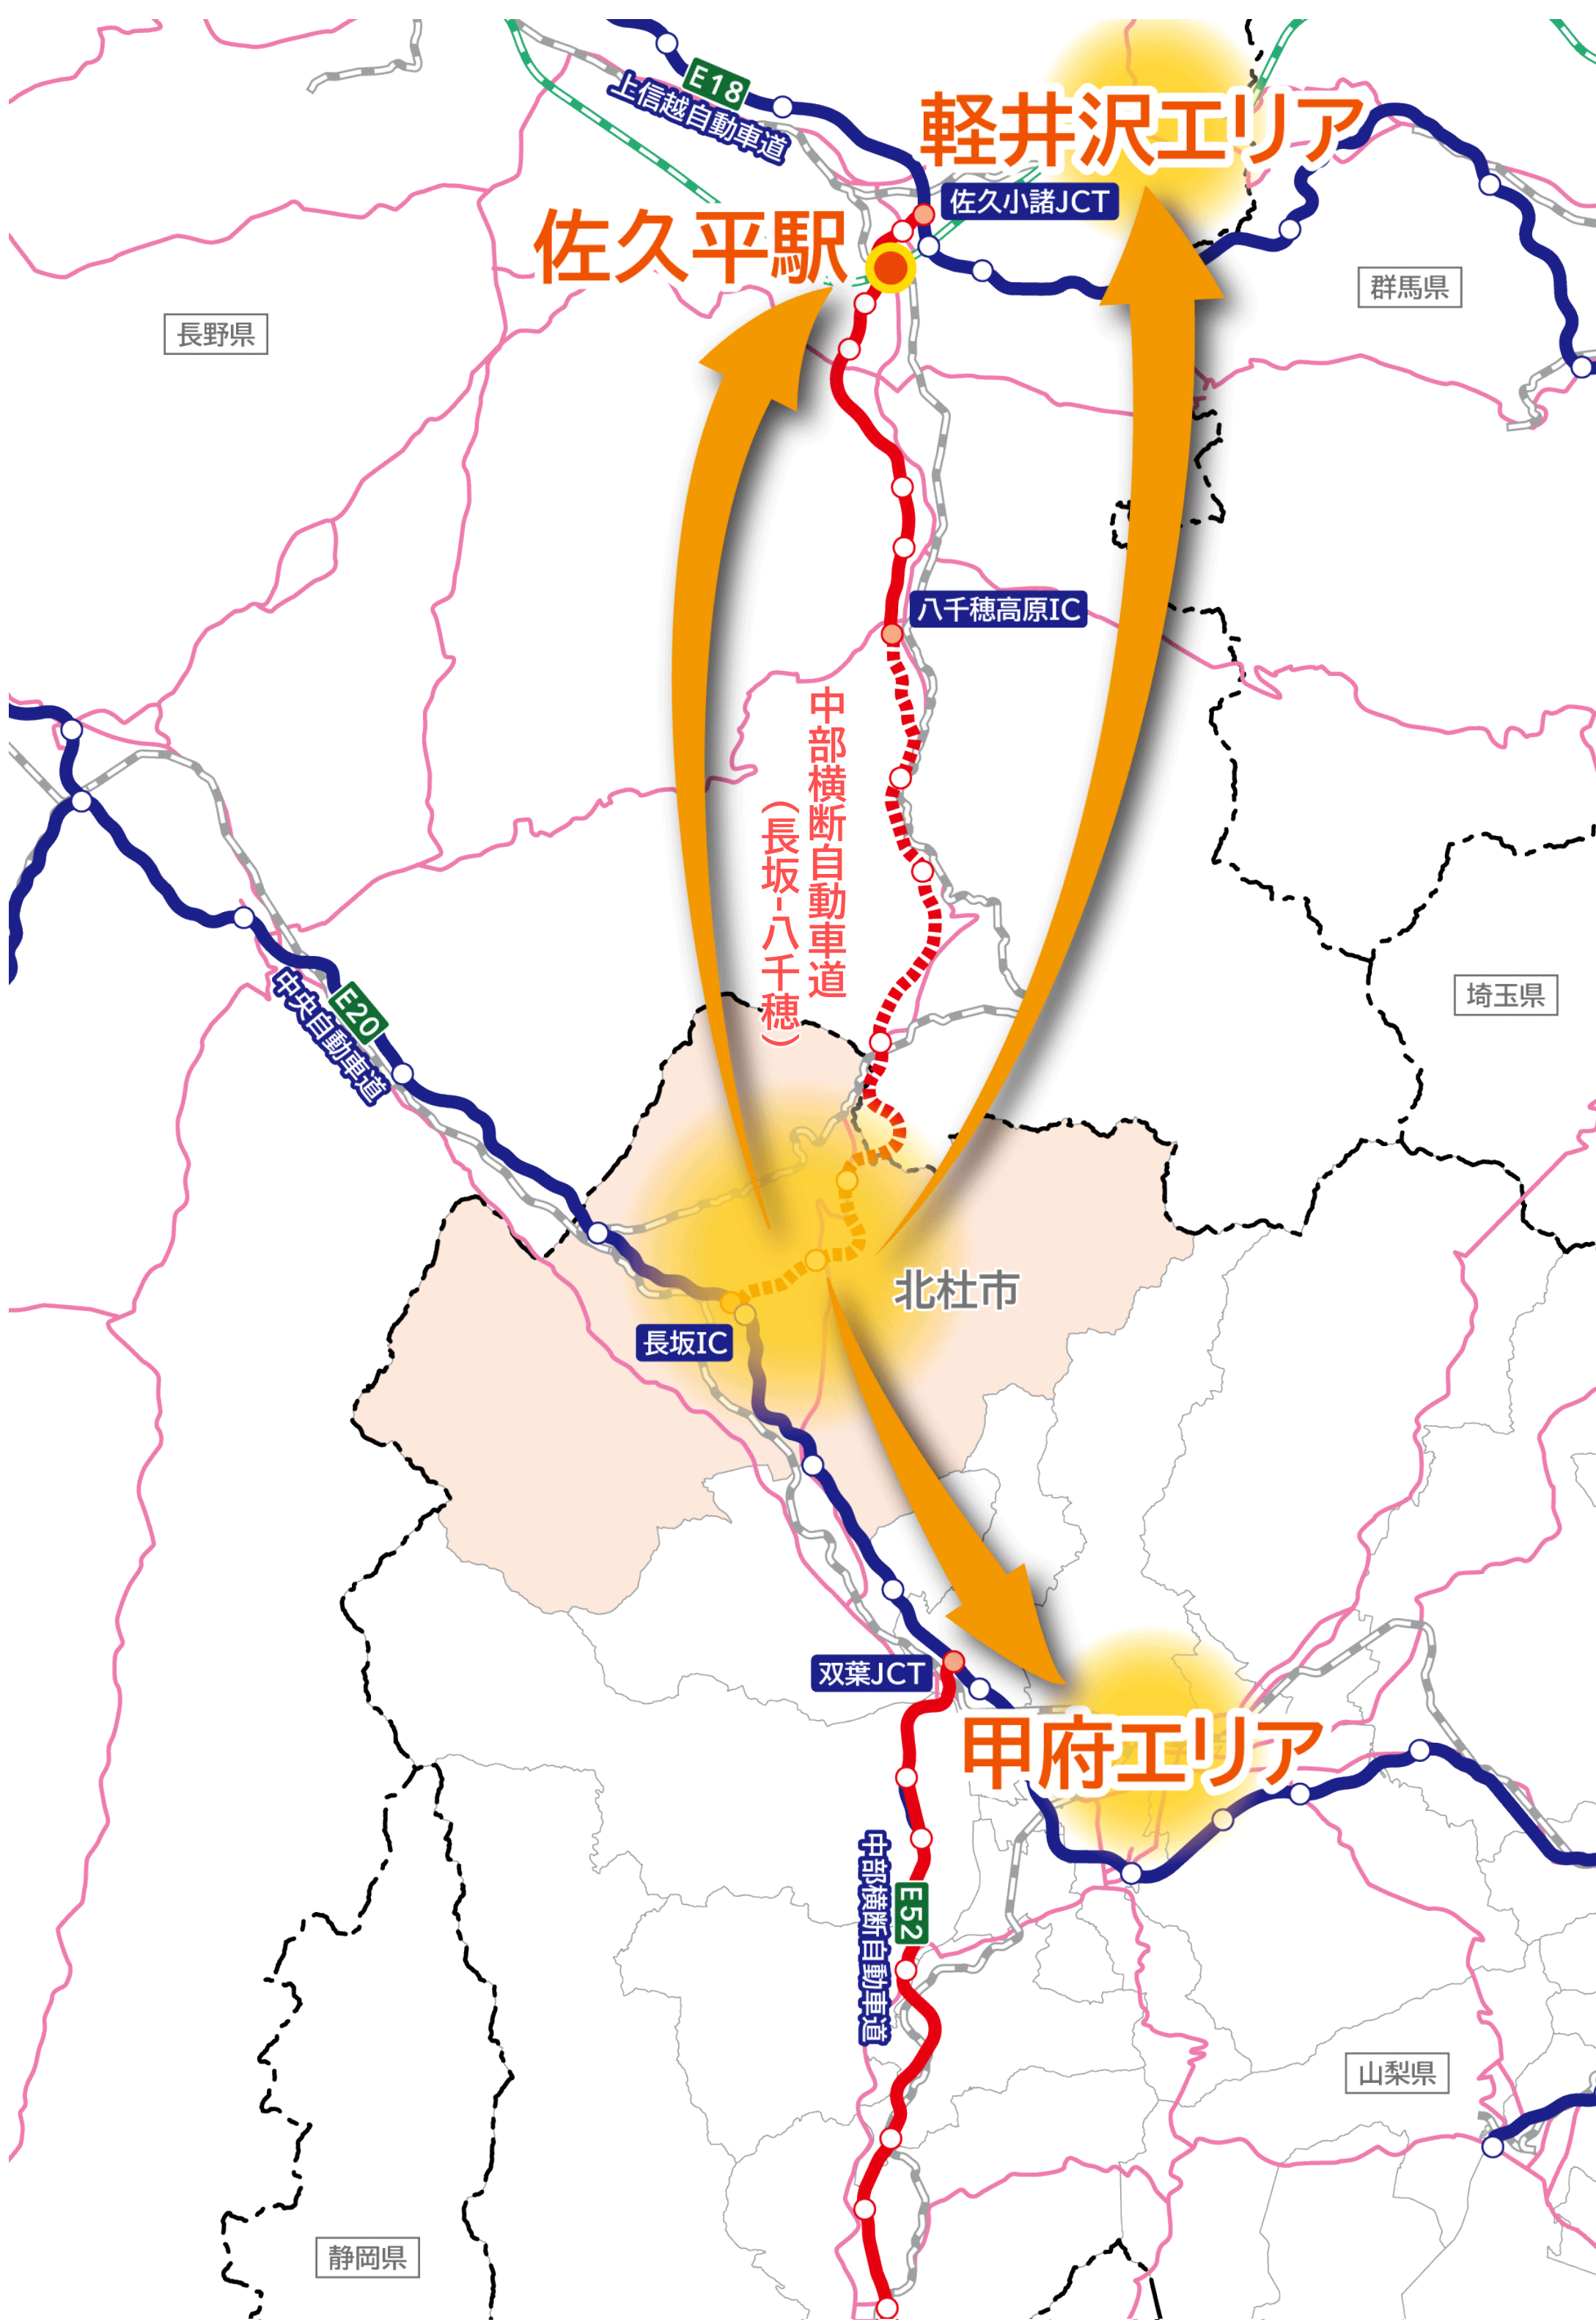 E18
上信越自動車道
軽井沢エリア
佐久小諸JCT
佐久平駅
群馬県
長野県
八千穂高原IC
中部横断自動車道
（長坂-八千穂）
埼玉県
E20
中央自動車道
北杜市
長坂IC
双葉JCT
甲府エリア
E52
中部横断自動車道
山梨県
静岡県